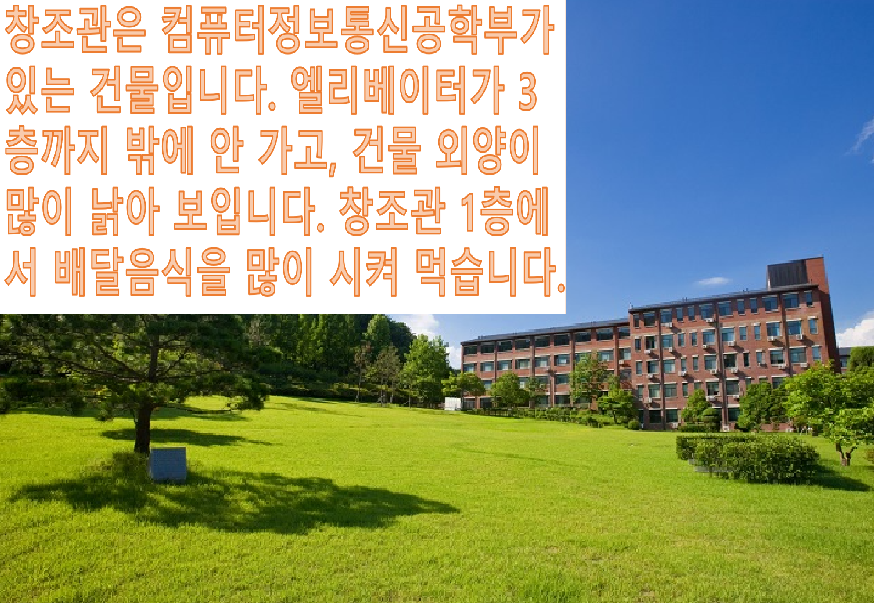 창조관은 컴퓨터정보통신공학부가
있는 건물입니다. 엘리베이터가 3
층까지 밖에 안 가고, 건물 외양이
많이 낡아 보입니다. 창조관 1층에
서 배달음식을 많이 시켜 먹습니다.